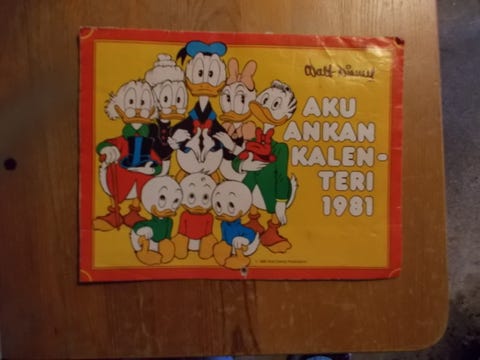 Walt Disney
AKU
ANKAN
KALEN-
TERI
1981